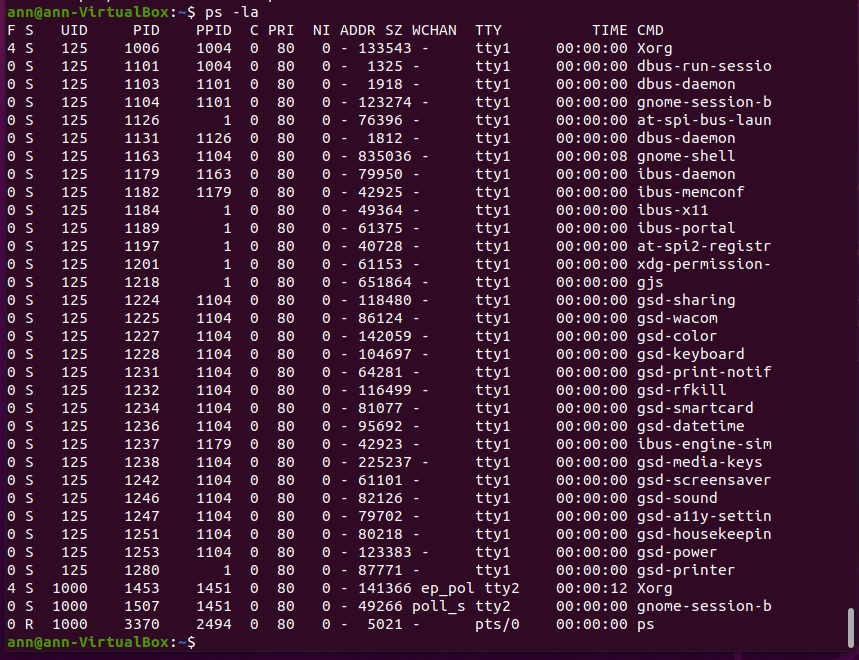 ann@ann-VirtualBox:~$ ps -la
F S   UID     PID    PPID  C PRI  NI ADDR SZ WCHAN  TTY          TIME CMD
4 S   125    1006    1004  0  80   0 - 133543 -     tty1     00:00:00 Xorg
0 S   125    1101    1004  0  80   0 -  1325 -      tty1     00:00:00 dbus-run-sessio
0 S   125    1103    1101  0  80   0 -  1918 -      tty1     00:00:00 dbus-daemon
0 S   125    1104    1101  0  80   0 - 123274 -     tty1     00:00:00 gnome-session-b
0 S   125    1126       1  0  80   0 - 76396 -      tty1     00:00:00 at-spi-bus-laun
0 S   125    1131    1126  0  80   0 -  1812 -      tty1     00:00:00 dbus-daemon
0 S   125    1163    1104  0  80   0 - 835036 -     tty1     00:00:08 gnome-shell
0 S   125    1179    1163  0  80   0 - 79950 -      tty1     00:00:00 ibus-daemon
0 S   125    1182    1179  0  80   0 - 42925 -      tty1     00:00:00 ibus-memconf
0 S   125    1184       1  0  80   0 - 49364 -      tty1     00:00:00 ibus-x11
0 S   125    1189       1  0  80   0 - 61375 -      tty1     00:00:00 ibus-portal
0 S   125    1197       1  0  80   0 - 40728 -      tty1     00:00:00 at-spi2-registr
0 S   125    1201       1  0  80   0 - 61153 -      tty1     00:00:00 xdg-permission-
0 S   125    1218       1  0  80   0 - 651864 -     tty1     00:00:00 gjs
0 S   125    1224    1104  0  80   0 - 118480 -     tty1     00:00:00 gsd-sharing
0 S   125    1225    1104  0  80   0 - 86124 -      tty1     00:00:00 gsd-wacom
0 S   125    1227    1104  0  80   0 - 142059 -     tty1     00:00:00 gsd-color
0 S   125    1228    1104  0  80   0 - 104697 -     tty1     00:00:00 gsd-keyboard
0 S   125    1231    1104  0  80   0 - 64281 -      tty1     00:00:00 gsd-print-notif
0 S   125    1232    1104  0  80   0 - 116499 -     tty1     00:00:00 gsd-rfkill
0 S   125    1234    1104  0  80   0 - 81077 -      tty1     00:00:00 gsd-smartcard
0 S   125    1236    1104  0  80   0 - 95692 -      tty1     00:00:00 gsd-datetime
0 S   125    1237    1179  0  80   0 - 42923 -      tty1     00:00:00 ibus-engine-sim
0 S   125    1238    1104  0  80   0 - 225237 -     tty1     00:00:00 gsd-media-keys
0 S   125    1242    1104  0  80   0 - 61101 -      tty1     00:00:00 gsd-screensaver
0 S   125    1246    1104  0  80   0 - 82126 -      tty1     00:00:00 gsd-sound
0 S   125    1247    1104  0  80   0 - 79702 -      tty1     00:00:00 gsd-a11y-settin
0 S   125    1251    1104  0  80   0 - 80218 -      tty1     00:00:00 gsd-housekeepin
0 S   125    1253    1104  0  80   0 - 123383 -     tty1     00:00:00 gsd-power
0 S   125    1280       1  0  80   0 - 87771 -      tty1     00:00:00 gsd-printer
4 S  1000    1453    1451  0  80   0 - 141366 ep_pol tty2    00:00:12 Xorg
0 S  1000    1507    1451  0  80   0 - 49266 poll_s tty2     00:00:00 gnome-session-b
0 R  1000    3370    2494  0  80   0 -  5021 -      pts/0    00:00:00 ps
ann@ann-VirtualBox:~$